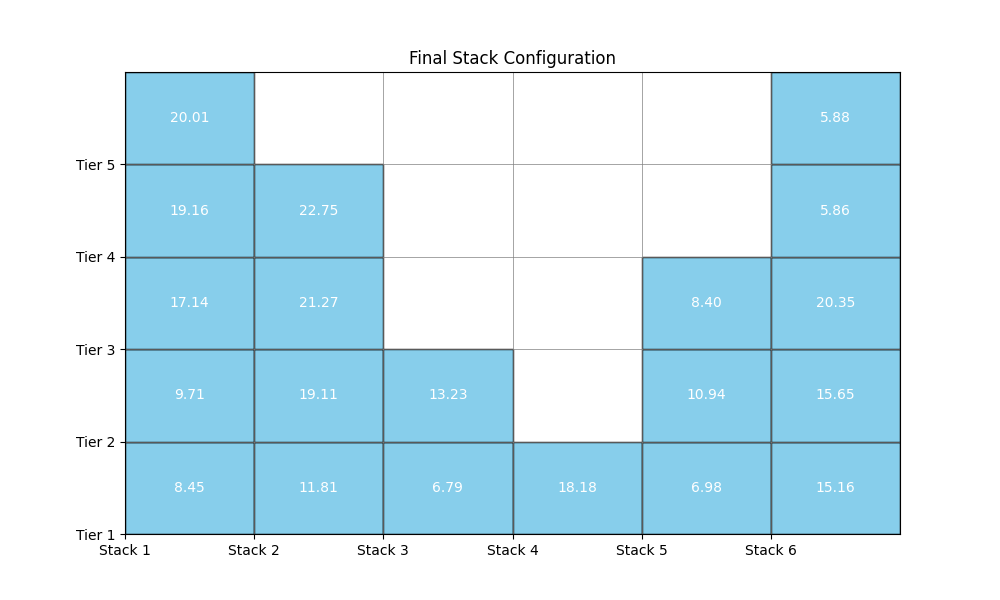 Final Stack Configuration
20.01 5.88
Tier 5
19.16 22.75 5.86
Tier 4
17.14 21.27 8.40 20.35
Tier 3
9.71 19.11 13.23 10.94 15.65
Tier 2
8.45 11.81 6.79 18.18 6.98 15.16
Tier 1
Stack 1 Stack 2 Stack 3 Stack 4 Stack 5 Stack 6